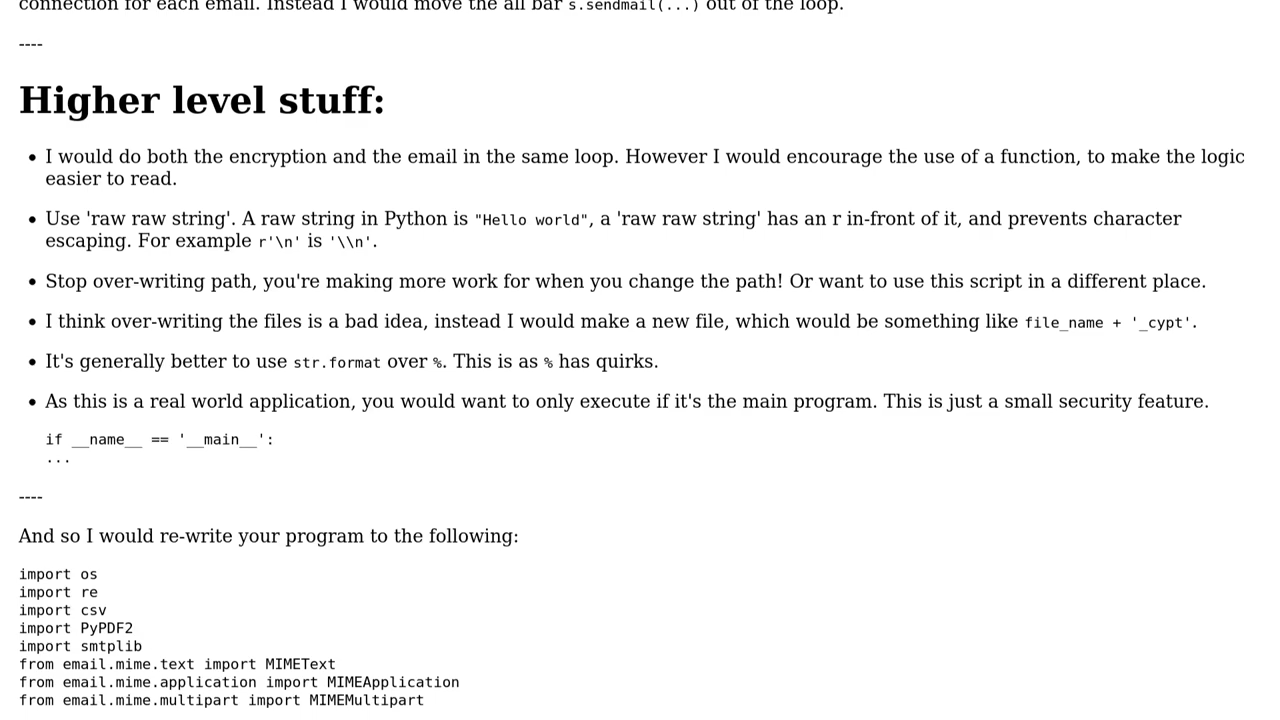 connection for each email. Instead I would move the all bar s.sendmail(...) out of the loop.
----
Higher level stuff:
• I would do both the encryption and the email in the same loop. However I would encourage the use of a function, to make the logic
easier to read.
• Use 'raw raw string'. A raw string in Python is "Hello world", a 'raw raw string' has an r in-front of it, and prevents character
escaping. For example r'\n' is '\\n'.
• Stop over-writing path, you're making more work for when you change the path! Or want to use this script in a different place.
• I think over-writing the files is a bad idea, instead I would make a new file, which would be something like file_name + '_cypt'.
• It's generally better to use str.format over %. This is as % has quirks.
• As this is a real world application, you would want to only execute if it's the main program. This is just a small security feature.
if __name__ == '__main__':
...
----
And so I would re-write your program to the following:
import os
import re
import csv
import PyPDF2
import smtplib
from email.mime.text import MIMEText
from email.mime.application import MIMEApplication
from email.mime.multipart import MIMEMultipart